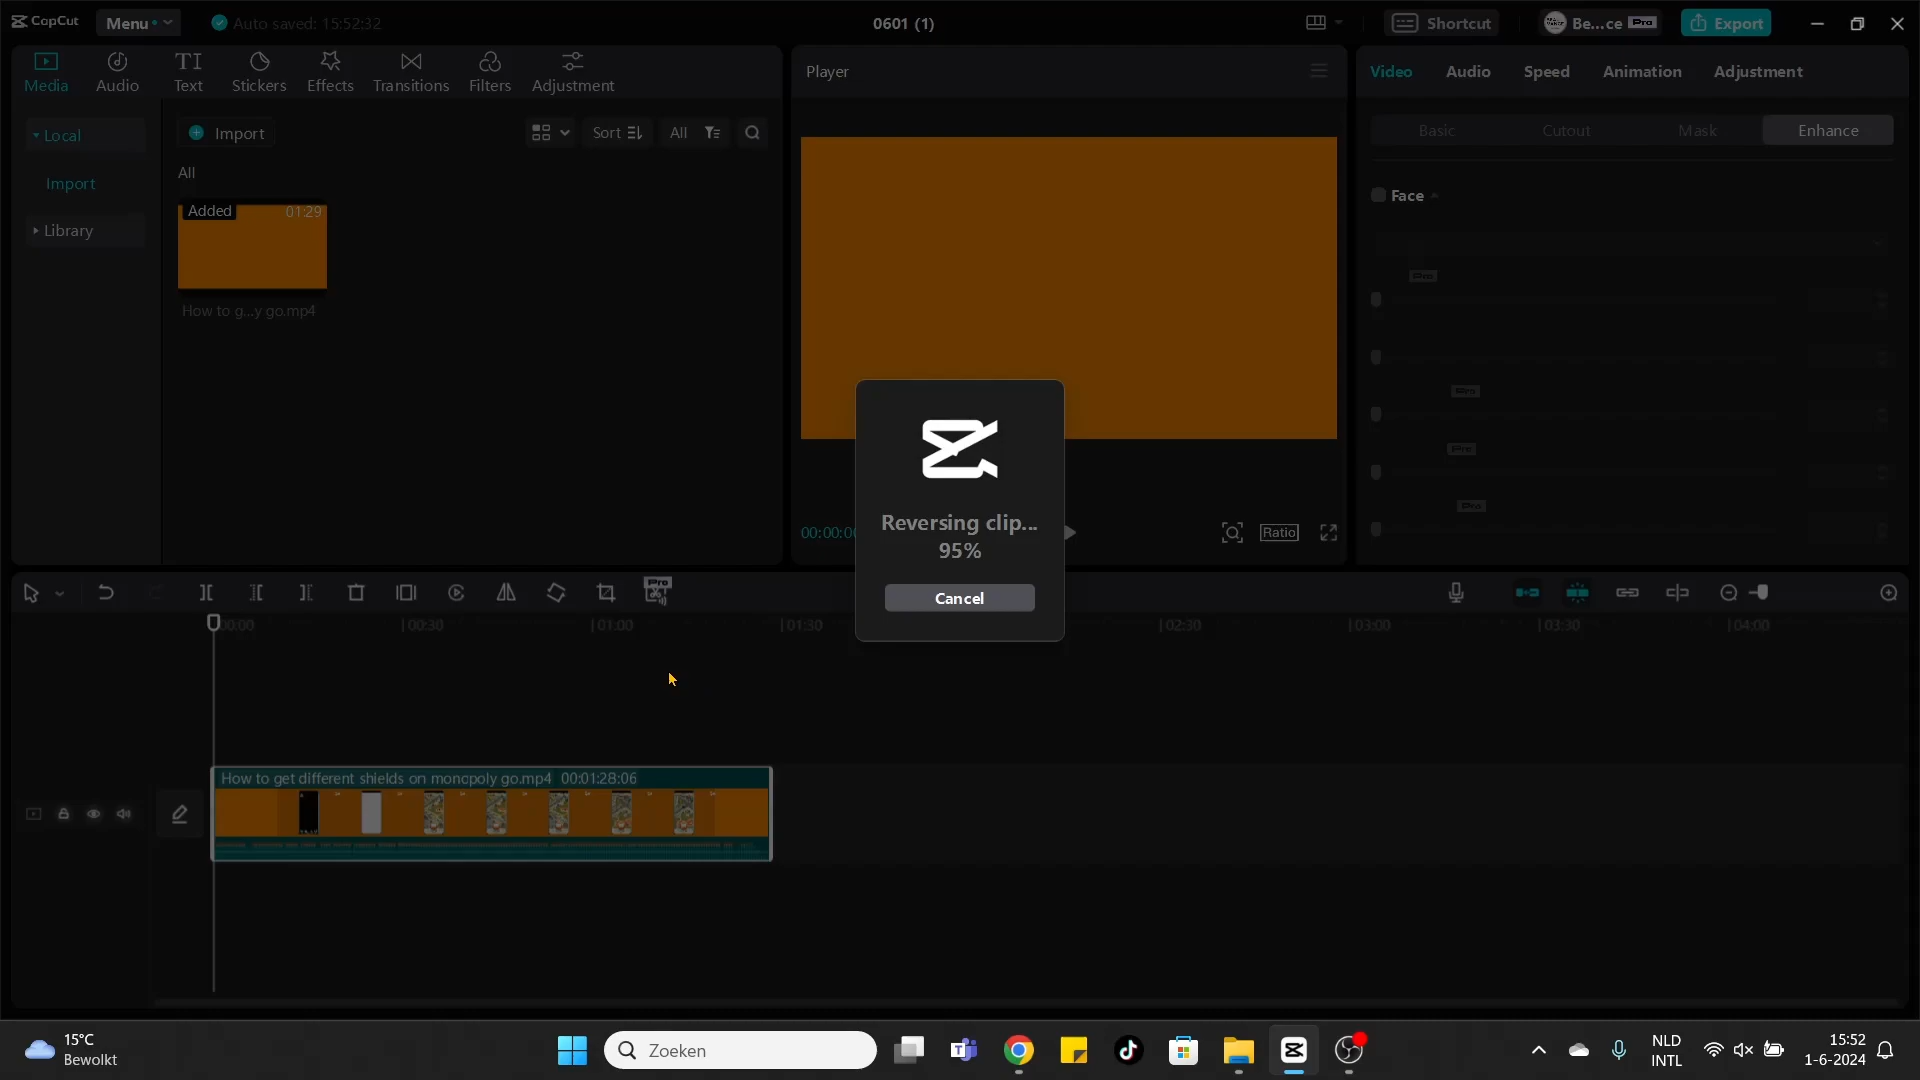 CapCut
Menu
Auto saved: 15:52:32
0601 (1)
Shortcut
Be...ce
Pro
Export
Media
Audio
Text
Stickers
Effects
Transitions
Filters
Adjustment
Player
Video
Audio
Speed
Animation
Adjustment
Local
Import
Sort
All
Basic
Cutout
Mask
Enhance
Import
All
Library
Added
01:29
How to g...y go.mp4
Face
Pro
Pro
Pro
Pro
Reversing clip...
95%
Cancel
00:00:00
Ratio
Pro
00:00
00:30
01:00
01:30
02:30
03:00
03:30
04:00
How to get different shields on monopoly go.mp4 00:01:28:06
15°C
Bewolkt
Zoeken
NLD
INTL
15:52
1-6-2024